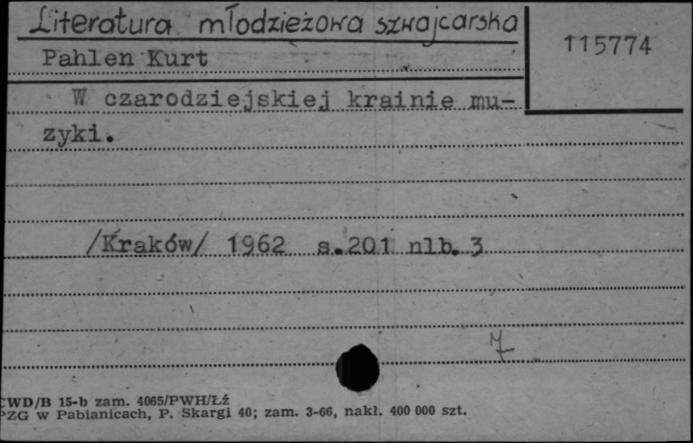 Literatura młodzieżowa szwajcarska
115774
Pahlen Kurt
W czarodziejskiej krainie mu-
zyki.
/Kraków/ 1962 s.201 nlb. 3
CWD/B 15-b zam. 4065/PWH/Łź
PZG w Pabianicach, P. Skargi 40; zam. 3-66, nakł. 400 000 szt.